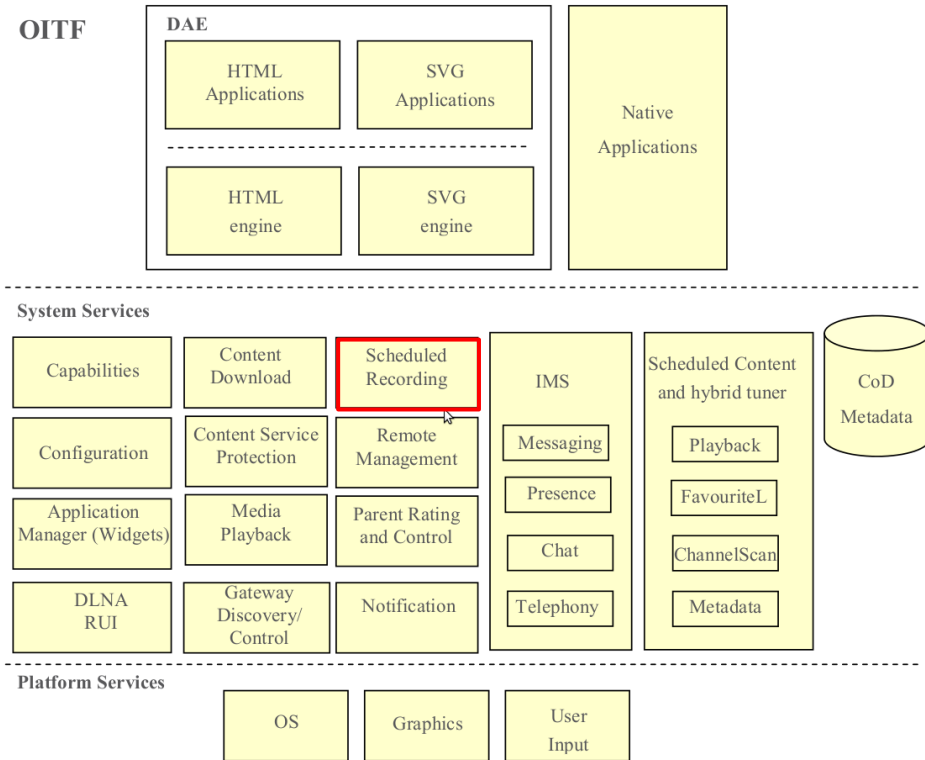 OITF
DAE
HTML
Applications
SVG
Applications
HTML
engine
SVG
engine
Native
Applications
System Services
Capabilities
Content
Download
Scheduled
Recording
Configuration
Content Service
Protection
Remote
Management
Application
Manager (Widgets)
Media
Playback
Parent Rating
and Control
DLNA
RUI
Gateway
Discovery/
Control
Notification
IMS
Messaging
Presence
Chat
Telephony
Scheduled Content
and hybrid tuner
Playback
FavouriteL
ChannelScan
Metadata
CoD
Metadata
Platform Services
OS
Graphics
User
Input